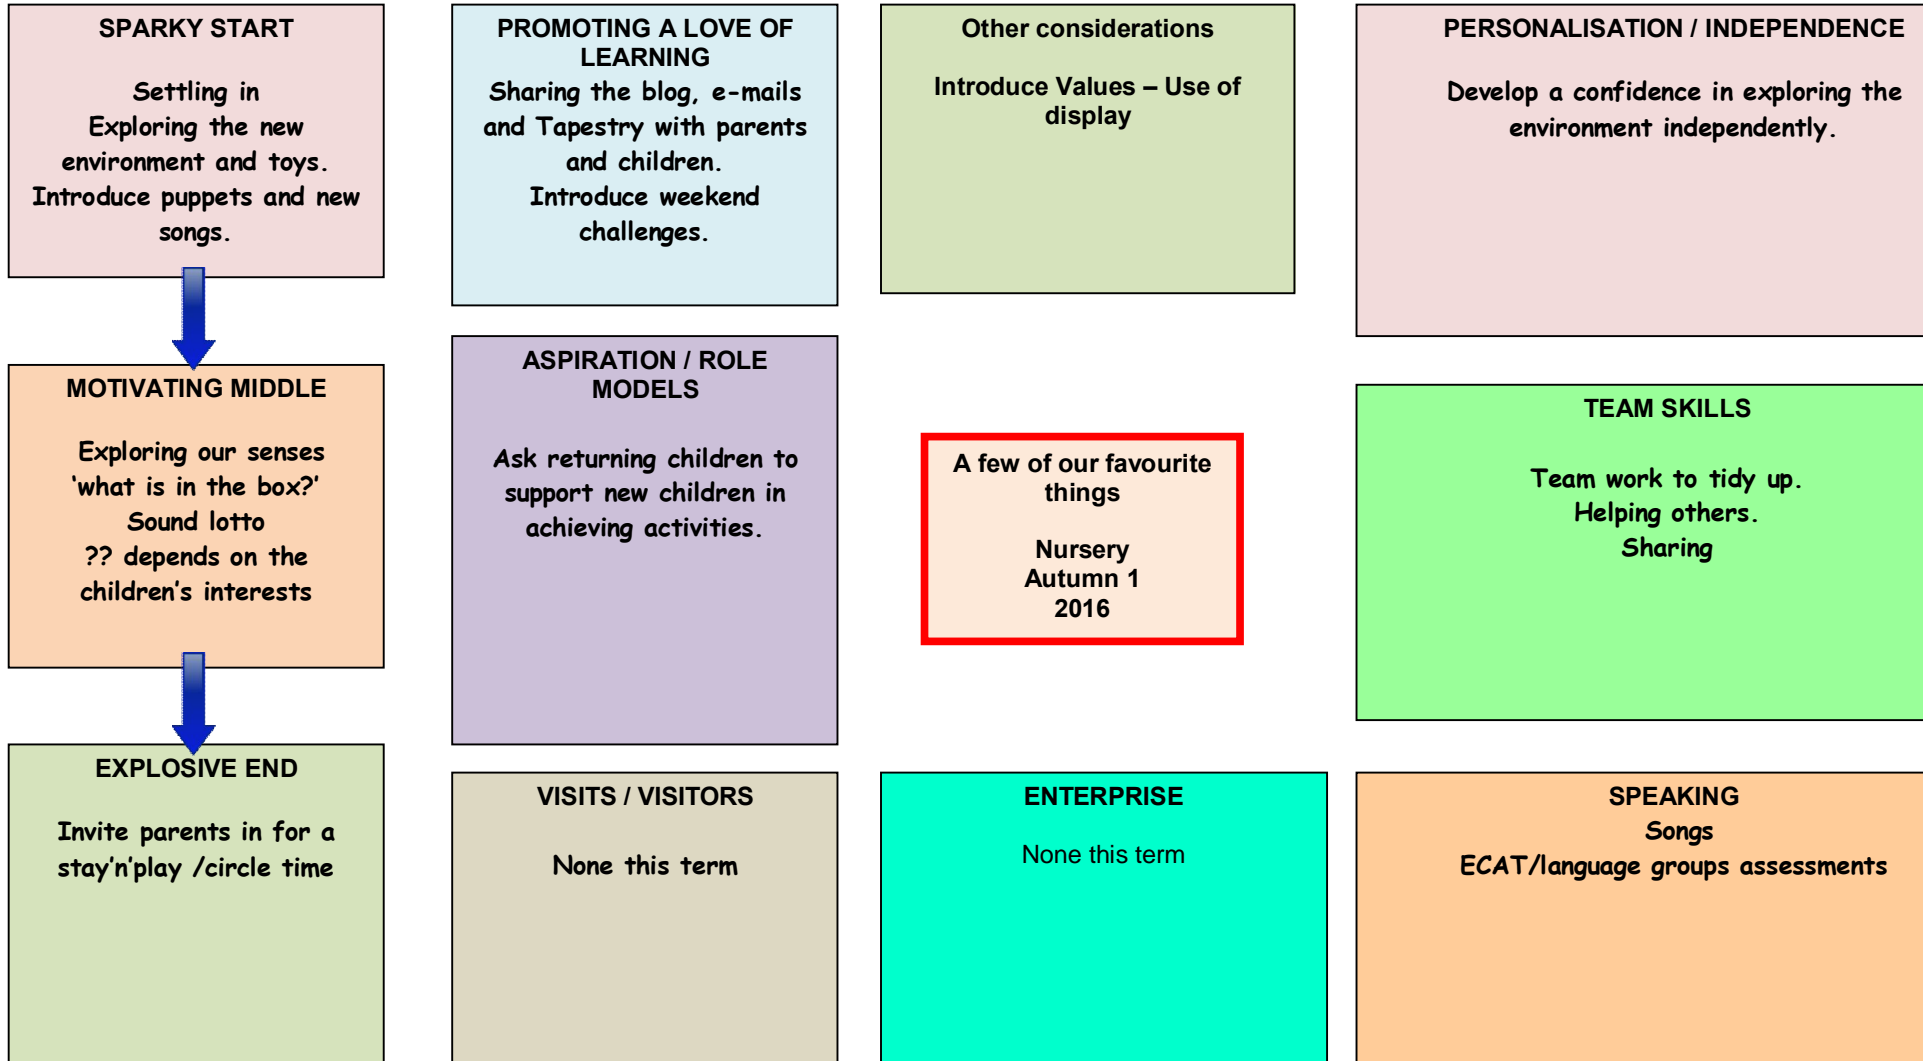 SPARKY START
Settling in
Exploring the new
environment and toys.
Introduce puppets and new
songs.
MOTIVATING MIDDLE
Exploring our senses
‘what is in the box?’
Sound lotto
?? depends on the
children’s interests
EXPLOSIVE END
Invite parents in for a
stay’n’play /circle time
PROMOTING A LOVE OF
LEARNING
Sharing the blog, e-mails
and Tapestry with parents
and children.
Introduce weekend
challenges.
ASPIRATION / ROLE
MODELS
Ask returning children to
support new children in
achieving activities.
VISITS / VISITORS
None this term
Other considerations
Introduce Values – Use of
display
A few of our favourite
things
Nursery
Autumn 1
2016
ENTERPRISE
None this term
PERSONALISATION / INDEPENDENCE
Develop a confidence in exploring the
environment independently.
TEAM SKILLS
Team work to tidy up.
Helping others.
Sharing
SPEAKING
Songs
ECAT/language groups assessments